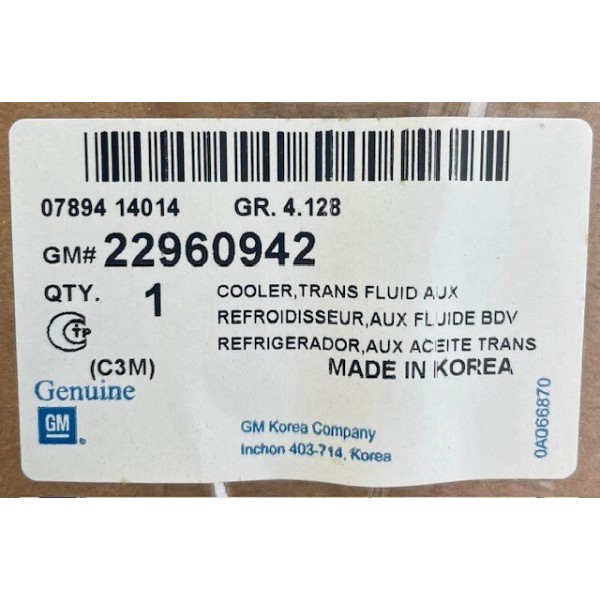 07894 14014 GR. 4.128
GM# 22960942
QTY. 1
COOLER,TRANS FLUID AUX
REFROIDISSEUR,AUX FLUIDE BDV
REFRIGERADOR,AUX ACEITE TRANS
(C3M) MADE IN KOREA
Genuine
GM
GM Korea Company
Inchon 403-714, Korea
0A066870